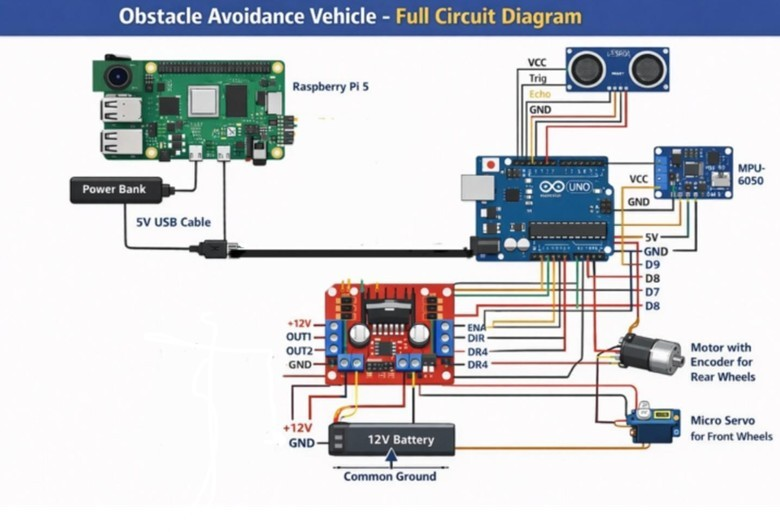 Obstacle Avoidance Vehicle - Full Circuit Diagram
Raspberry Pi 5
Power Bank
5V USB Cable
VCC
Trig
Echo
GND
UNO
MPU-
6050
VCC
GND
5V
GND
D9
D8
D7
D8
+12V
OUT1
OUT2
GND
ENA
DIR
DR4
DR4
Motor with
Encoder for
Rear Wheels
+12V
GND
12V Battery
Common Ground
Micro Servo
for Front Wheels